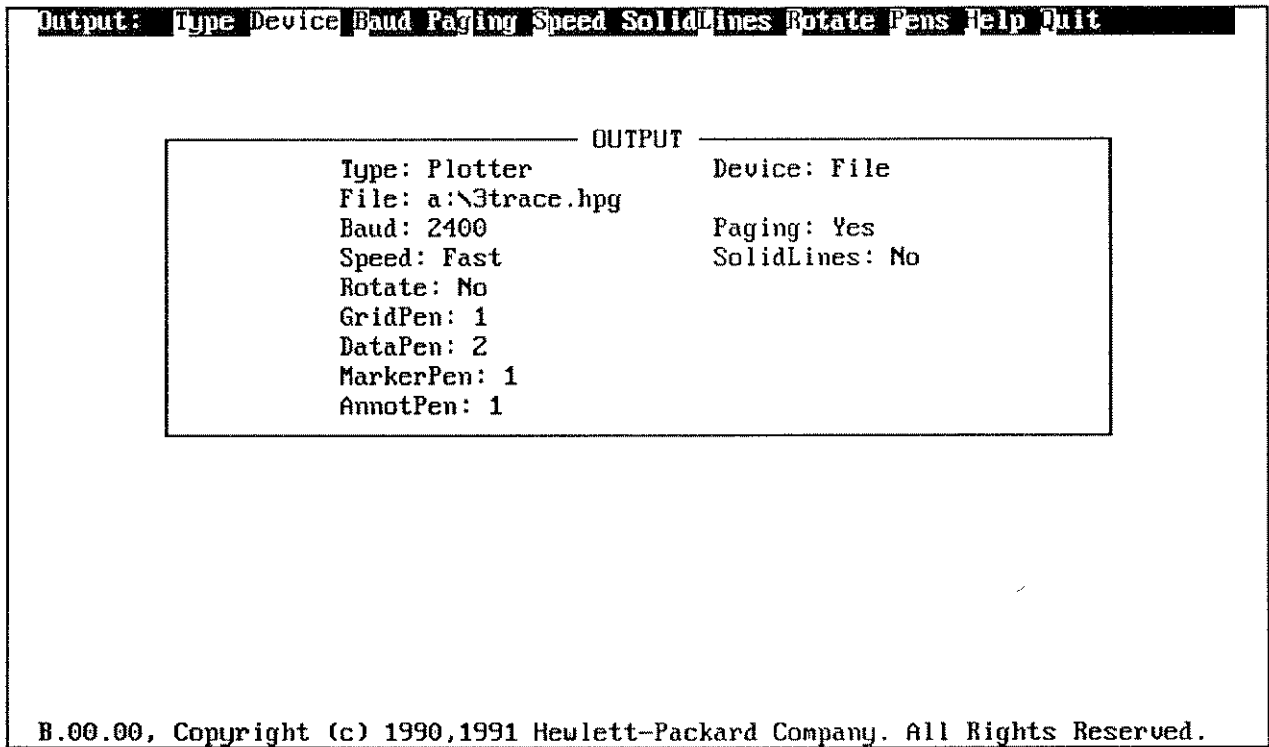 Output: Type Device Baud Paging Speed SolidLines Rotate Pens Help Quit
OUTPUT
Type: Plotter Device: File
File: a:\3trace.hpg
Baud: 2400 Paging: Yes
Speed: Fast SolidLines: No
Rotate: No
GridPen: 1
DataPen: 2
MarkerPen: 1
AnnotPen: 1
B.00.00, Copyright (c) 1990,1991 Hewlett-Packard Company. All Rights Reserved.